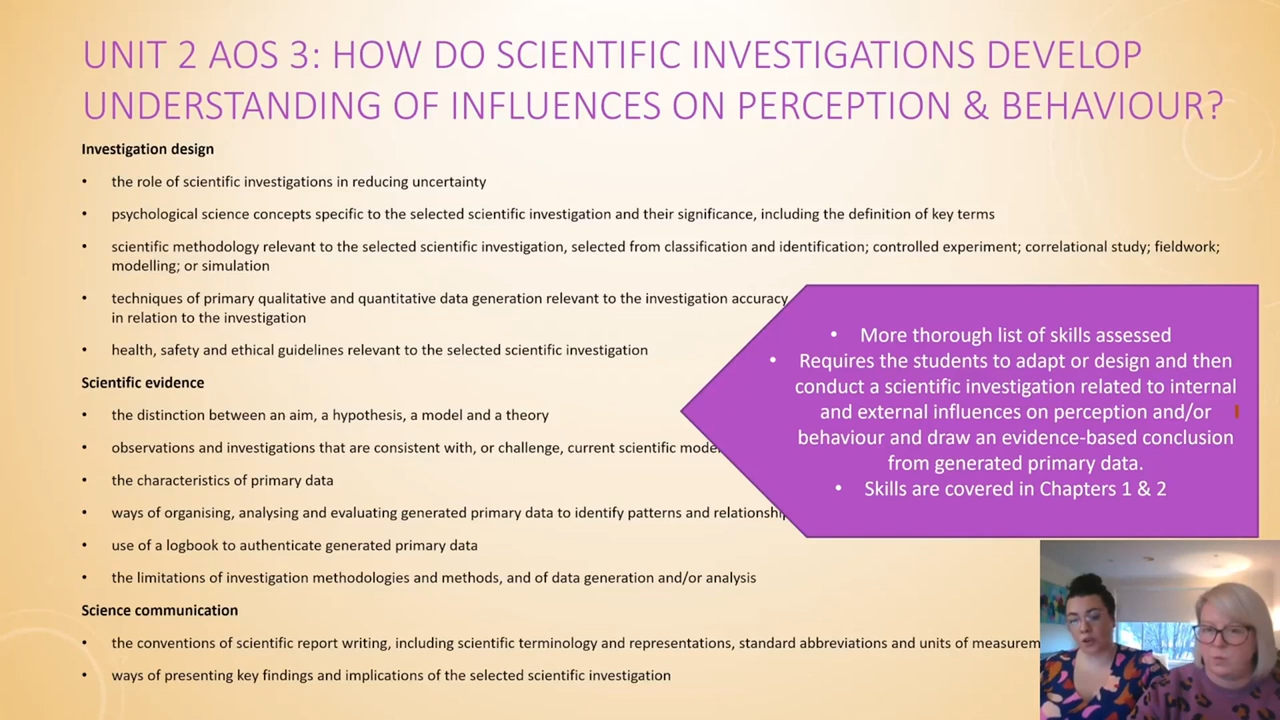 UNIT 2 AOS 3: HOW DO SCIENTIFIC INVESTIGATIONS DEVELOP
UNDERSTANDING OF INFLUENCES ON PERCEPTION & BEHAVIOUR?
Investigation design
• the role of scientific investigations in reducing uncertainty
• psychological science concepts specific to the selected scientific investigation and their significance, including the definition of key terms
• scientific methodology relevant to the selected scientific investigation, selected from classification and identification; controlled experiment; correlational study; fieldwork;
modelling; or simulation
• techniques of primary qualitative and quantitative data generation relevant to the investigation accuracy
in relation to the investigation
• health, safety and ethical guidelines relevant to the selected scientific investigation
Scientific evidence
• the distinction between an aim, a hypothesis, a model and a theory
• observations and investigations that are consistent with, or challenge, current scientific
• the characteristics of primary data
• ways of organising, analysing and evaluating generated primary data to identify patterns and
• use of a logbook to authenticate generated primary data
• the limitations of investigation methodologies and methods, and of data generation and/or analysis
Science communication
• the conventions of scientific report writing, including scientific terminology and representations, standard abbreviations and units of
• ways of presenting key findings and implications of the selected scientific investigation
• More thorough list of skills assessed
• Requires the students to adapt or design and then
conduct a scientific investigation related to internal
and external influences on perception and/or
behaviour and draw an evidence-based conclusion
from generated primary data.
• Skills are covered in Chapters 1 & 2